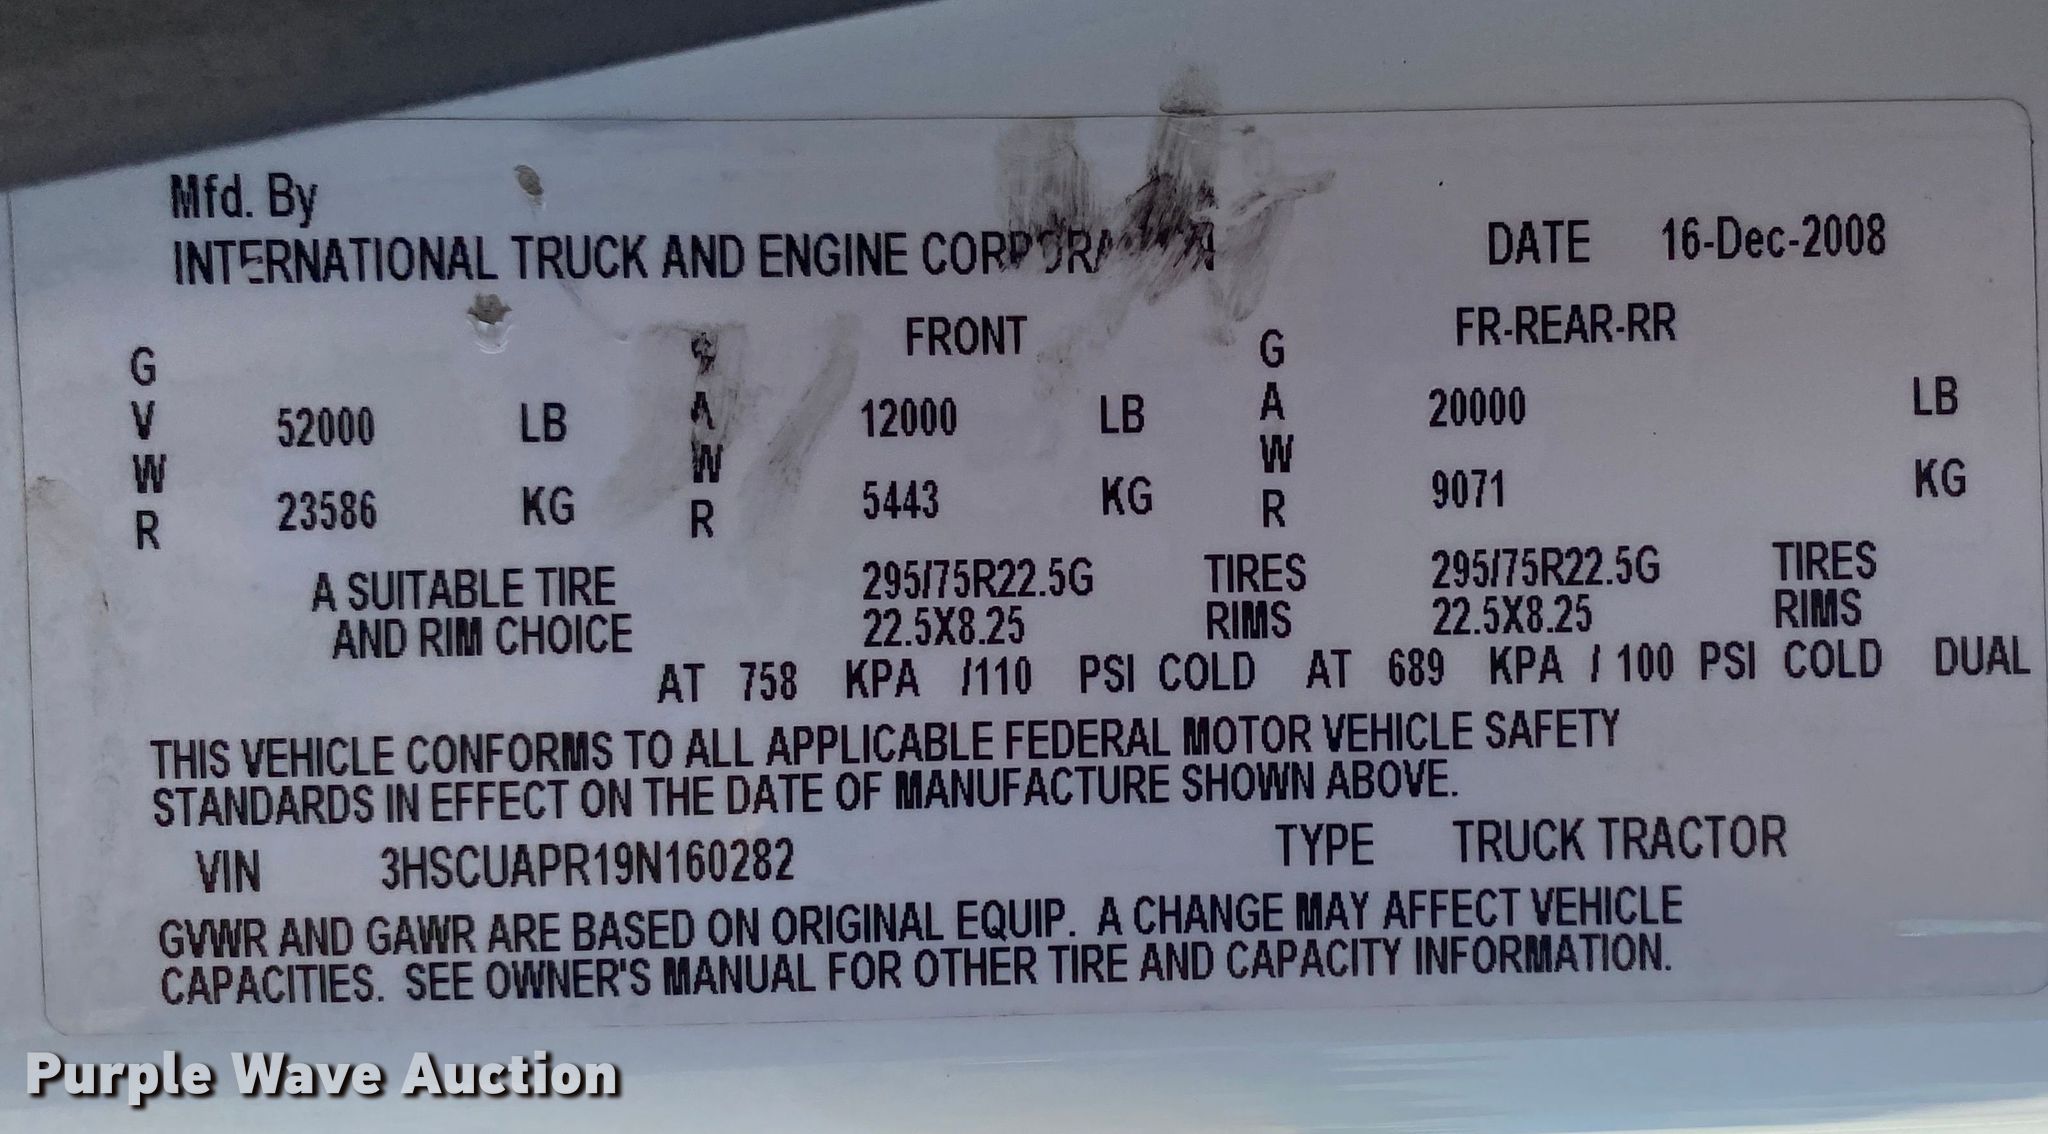 Mfd. By
INTERNATIONAL TRUCK AND ENGINE CORPORATION DATE 16-Dec-2008
GVWR GAWR FRONT GAWR FR-REAR-RR
52000 LB 12000 LB 20000 LB
23586 KG 5443 KG 9071 KG
A SUITABLE TIRE 295/75R22.5G TIRES 295/75R22.5G TIRES
AND RIM CHOICE 22.5X8.25 RIMS 22.5X8.25 RIMS
AT 758 KPA /110 PSI COLD AT 689 KPA / 100 PSI COLD DUAL
THIS VEHICLE CONFORMS TO ALL APPLICABLE FEDERAL MOTOR VEHICLE SAFETY
STANDARDS IN EFFECT ON THE DATE OF MANUFACTURE SHOWN ABOVE.
VIN 3HSCUAPR19N160282 TYPE TRUCK TRACTOR
GVWR AND GAWR ARE BASED ON ORIGINAL EQUIP. A CHANGE MAY AFFECT VEHICLE
CAPACITIES. SEE OWNER'S MANUAL FOR OTHER TIRE AND CAPACITY INFORMATION.
Purple Wave Auction